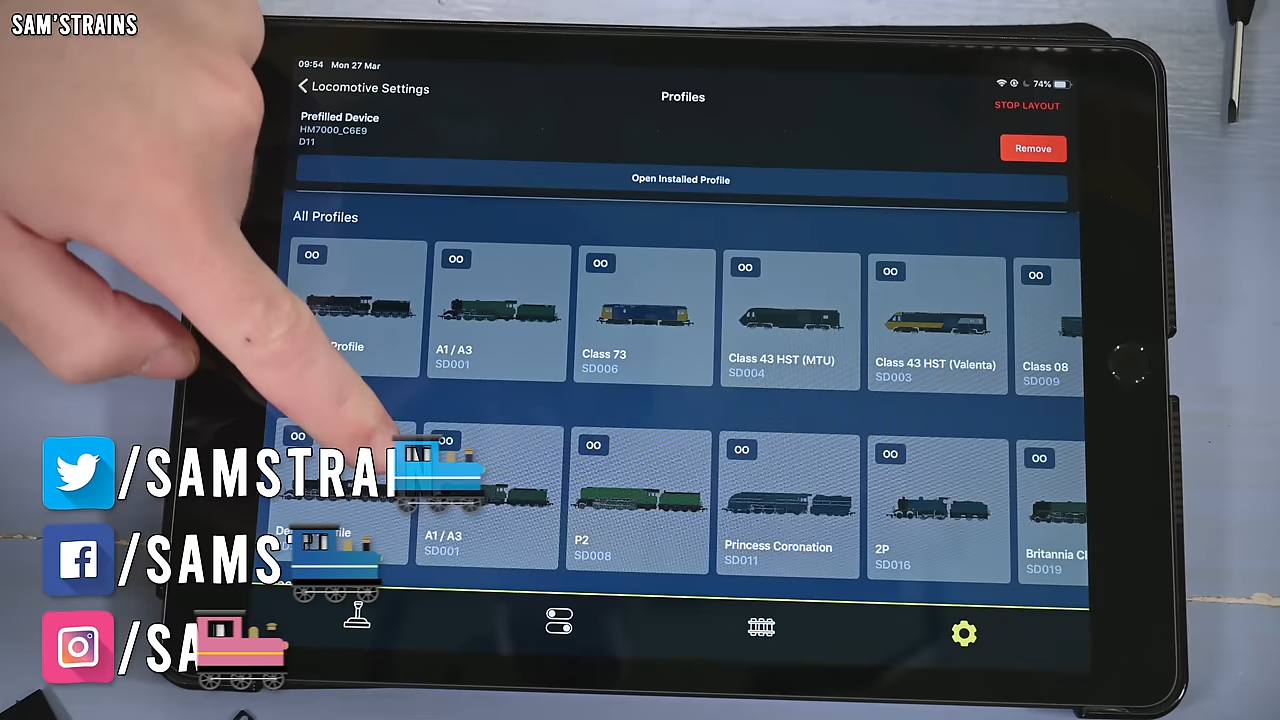 SAM'STRAINS
09:54 Mon 27 Mar
74%
Locomotive Settings
Profiles
STOP LAYOUT
Prefilled Device
HM7000_C6E9
D11
Remove
Open Installed Profile
All Profiles
OO OO OO OO OO OO
Profile
A1 / A3
SD001
Class 73
SD006
Class 43 HST (MTU)
SD004
Class 43 HST (Valenta)
SD003
Class 08
SD009
OO OO OO OO OO OO
A1 / A3
SD001
P2
SD008
Princess Coronation
SD011
2P
SD016
Britannia Cl
SD019
/SAMSTRAI
/SAMS'
/SA